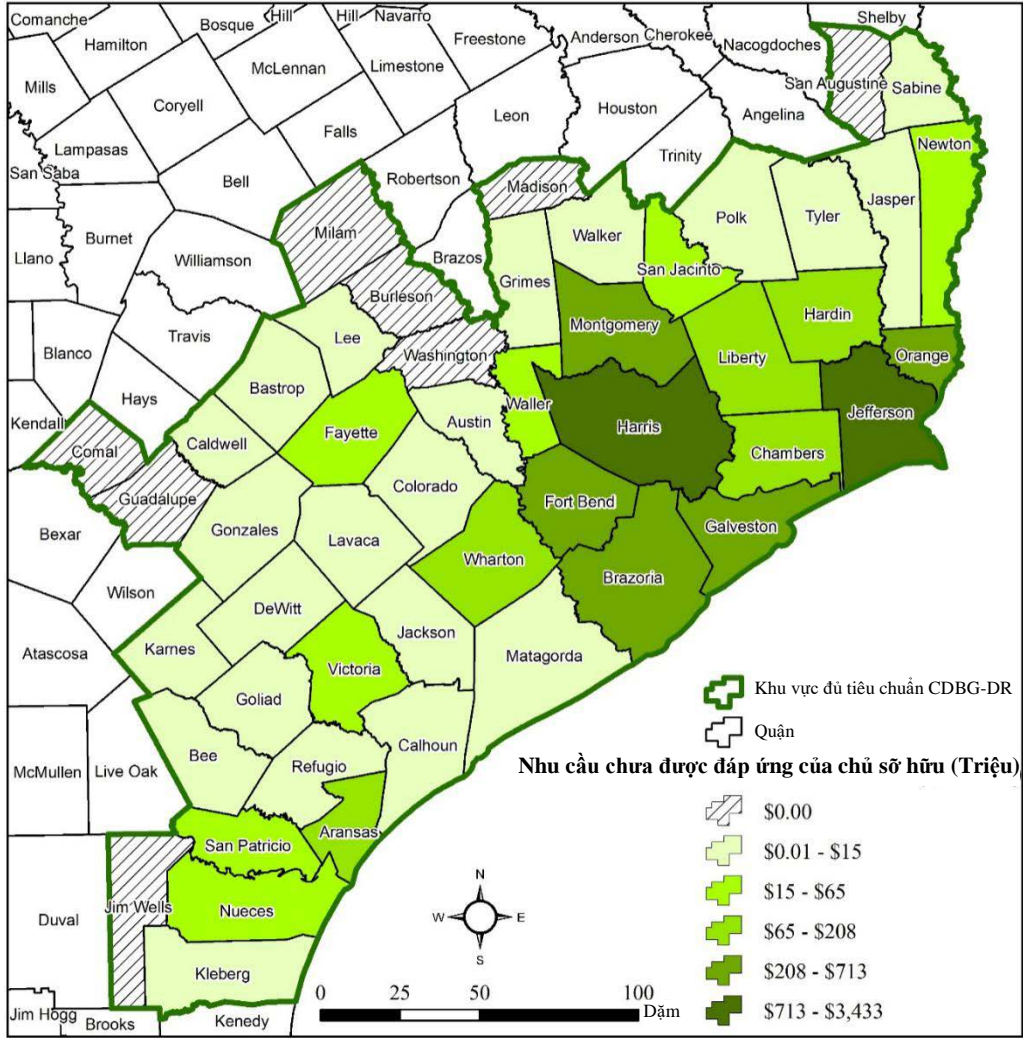 Comanche
Bosque
Hill
Hill
Navarro
Shelby
Hamilton
Freestone
Anderson
Cherokee
Nacogdoches
McLennan
Limestone
Mills
San Augustine
Sabine
Coryell
Leon
Houston
Angelina
Falls
Newton
Lampasas
Trinity
San Saba
Bell
Robertson
Madison
Jasper
Polk
Tyler
Milam
Walker
Burnet
Llano
Williamson
Brazos
San Jacinto
Grimes
Burleson
Hardin
Montgomery
Travis
Lee
Washington
Orange
Blanco
Liberty
Bastrop
Hays
Waller
Jefferson
Kendall
Fayette
Austin
Harris
Caldwell
Comal
Chambers
Colorado
Guadalupe
Fort Bend
Galveston
Gonzales
Bexar
Lavaca
Wharton
Brazoria
Wilson
DeWitt
Jackson
Karnes
Atascosa
Matagorda
Victoria
Goliad
Khu vực đủ tiêu chuẩn CDBG-DR
Quận
Bee
Calhoun
Refugio
McMullen
Live Oak
Nhu cầu chưa được đáp ứng của chủ sỡ hữu (Triệu)
$0.00
Aransas
San Patricio
$0.01 - $15
N
$15 - $65
Jim Wells
Nueces
Duval
W
E
$65 - $208
S
Kleberg
$208 - $713
0 25 50 100
Dặm
$713 - $3,433
Jim Hogg
Brooks
Kenedy